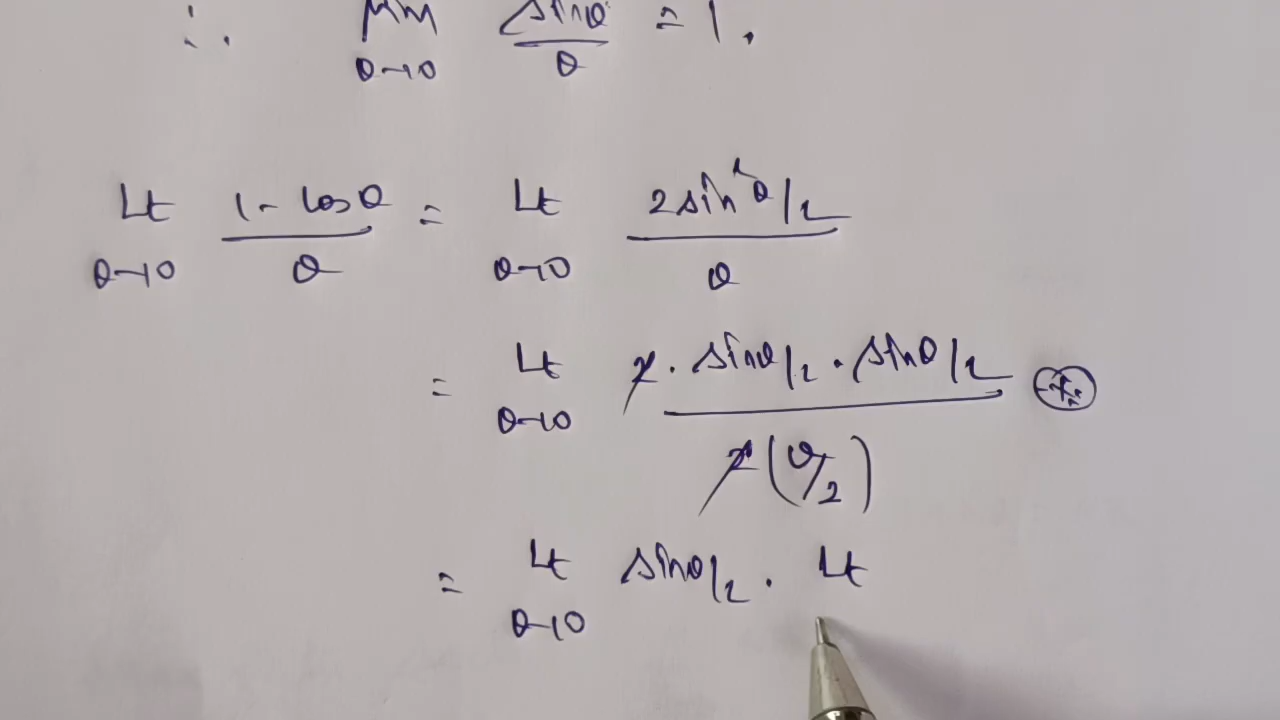 ∴ lim sinθ/θ = 1.
θ→0
Lt (1 - cosθ)/θ = Lt (2sin²θ/2)/θ
θ→0 θ→0
= Lt 2 · sinθ/2 · sinθ/2 / 2(θ/2)
θ→0
= Lt sinθ/2 · Lt
θ→0